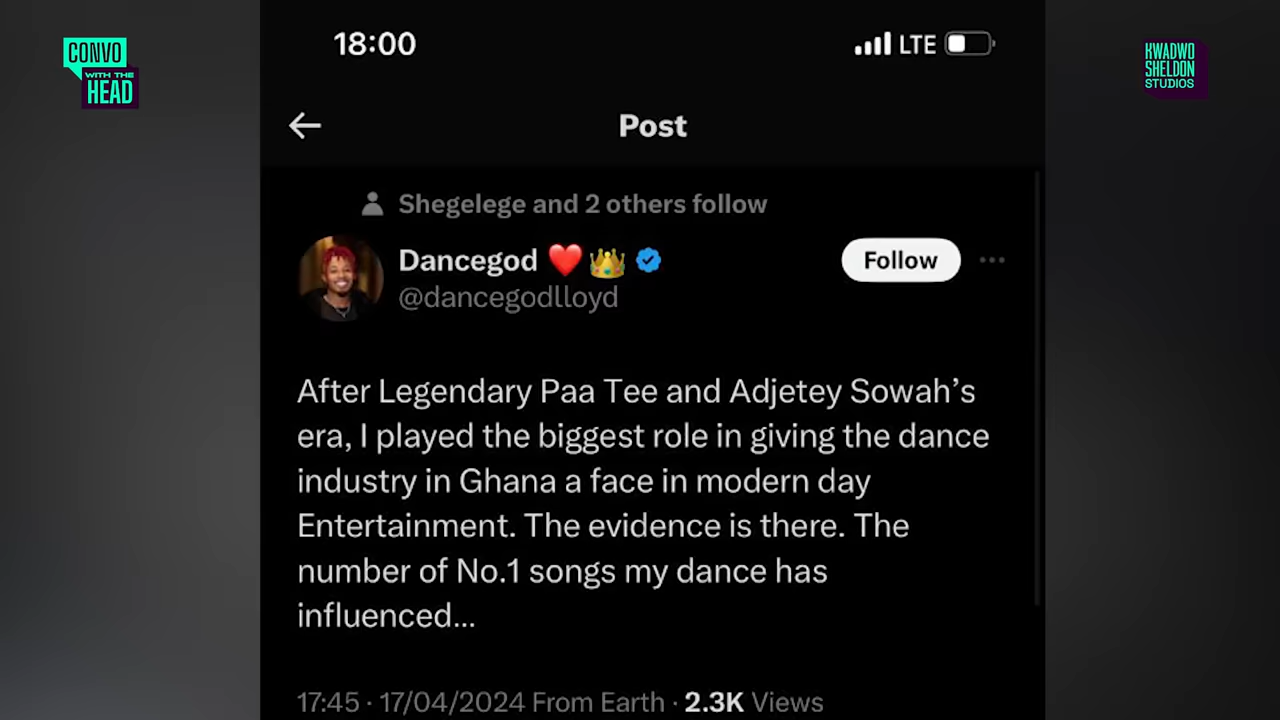 CONVO
WITH THE
HEAD
KWADWO
SHELDON
STUDIOS
18:00
LTE
Post
Shegelege and 2 others follow
Dancegod ❤️👑
Follow
@dancegodlloyd
After Legendary Paa Tee and Adjetey Sowah’s
era, I played the biggest role in giving the dance
industry in Ghana a face in modern day
Entertainment. The evidence is there. The
number of No.1 songs my dance has
influenced...
17:45 · 17/04/2024 From Earth · 2.3K Views